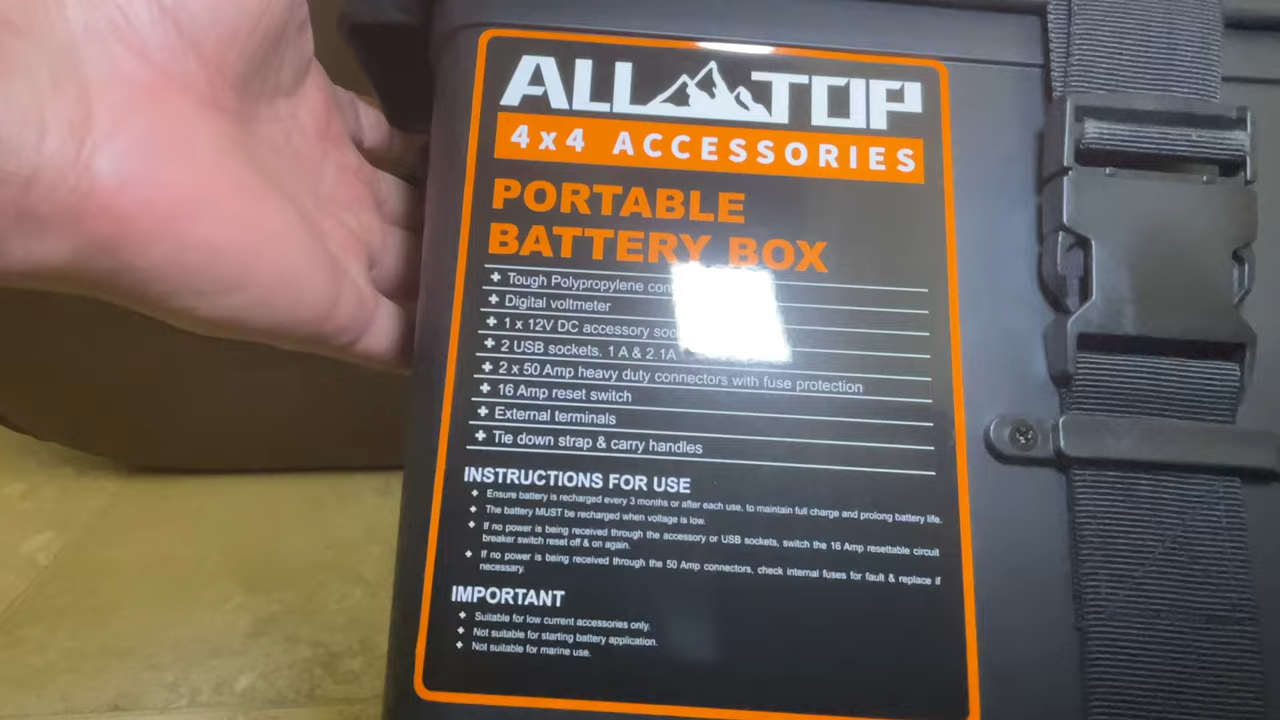 ALL TOP
4x4 ACCESSORIES
PORTABLE
BATTERY BOX
+ Tough Polypropylene
+ Digital voltmeter
+ 1 x 12V DC accessory
+ 2 USB sockets. 1 A & 2.1A
+ 2 x 50 Amp heavy duty connectors with fuse protection
+ 16 Amp reset switch
+ External terminals
+ Tie down strap & carry handles
INSTRUCTIONS FOR USE
+ Ensure battery is recharged every 3 months or after each use, to maintain full charge and prolong battery life.
+ The battery MUST be recharged when voltage is low.
+ If no power is being received through the accessory or USB sockets, switch the 16 Amp resettable circuit
breaker switch reset off & on again.
+ If no power is being received through the 50 Amp connectors, check internal fuses for fault & replace if
necessary.
IMPORTANT
+ Suitable for low current accessories only.
+ Not suitable for starting battery application.
+ Not suitable for marine use.